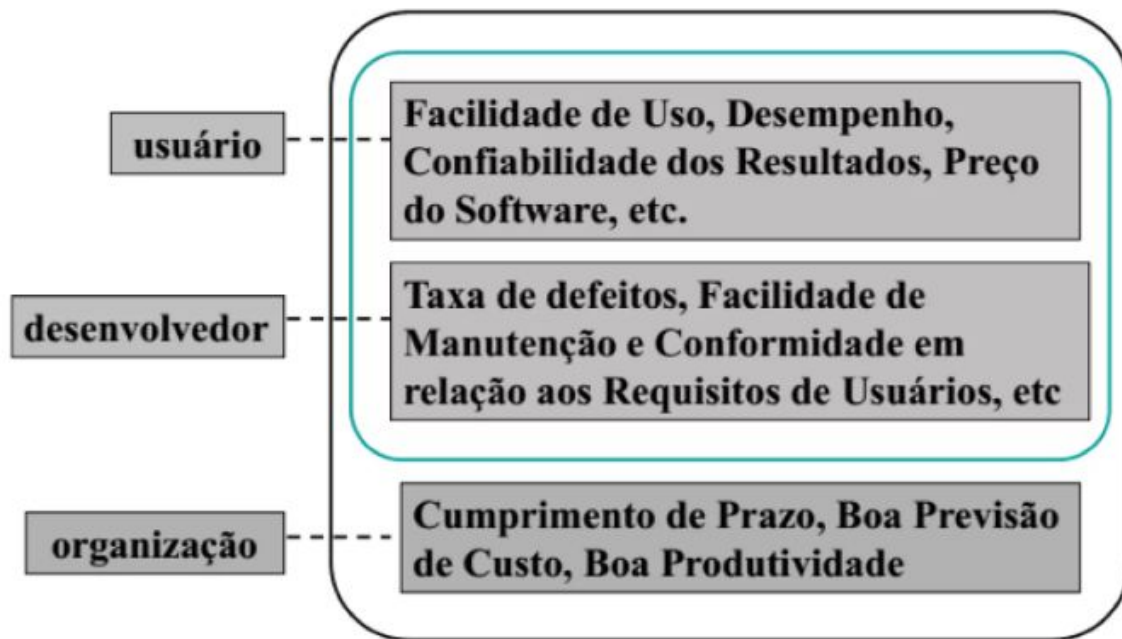 usuário
Facilidade de Uso, Desempenho,
Confiabilidade dos Resultados, Preço
do Software, etc.
desenvolvedor
Taxa de defeitos, Facilidade de
Manutenção e Conformidade em
relação aos Requisitos de Usuários, etc
organização
Cumprimento de Prazo, Boa Previsão
de Custo, Boa Produtividade